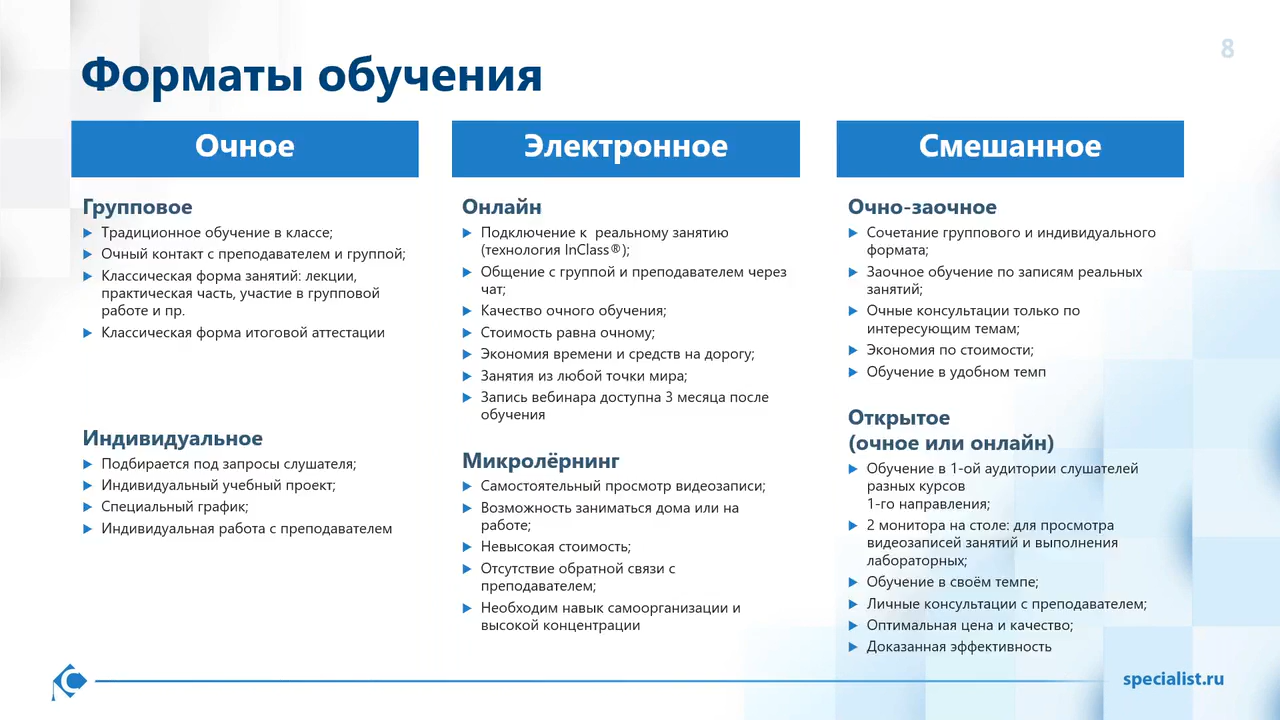 8
Форматы обучения
Очное
Групповое
Традиционное обучение в классе;
Очный контакт с преподавателем и группой;
Классическая форма занятий: лекции,
практическая часть, участие в групповой
работе и пр.
Классическая форма итоговой аттестации
Индивидуальное
Подбирается под запросы слушателя;
Индивидуальный учебный проект;
Специальный график;
Индивидуальная работа с преподавателем
Электронное
Онлайн
Подключение к реальному занятию
(технология InClass®);
Общение с группой и преподавателем через
чат;
Качество очного обучения;
Стоимость равна очному;
Экономия времени и средств на дорогу;
Занятия из любой точки мира;
Запись вебинара доступна 3 месяца после
обучения
Микролёрнинг
Самостоятельный просмотр видеозаписи;
Возможность заниматься дома или на
работе;
Невысокая стоимость;
Отсутствие обратной связи с
преподавателем;
Необходим навык самоорганизации и
высокой концентрации
Смешанное
Очно-заочное
Сочетание группового и индивидуального
формата;
Заочное обучение по записям реальных
занятий;
Очные консультации только по
интересующим темам;
Экономия по стоимости;
Обучение в удобном темп
Открытое
(очное или онлайн)
Обучение в 1-ой аудитории слушателей
разных курсов
1-го направления;
2 монитора на столе: для просмотра
видеозаписей занятий и выполнения
лабораторных;
Обучение в своём темпе;
Личные консультации с преподавателем;
Оптимальная цена и качество;
Доказанная эффективность
specialist.ru